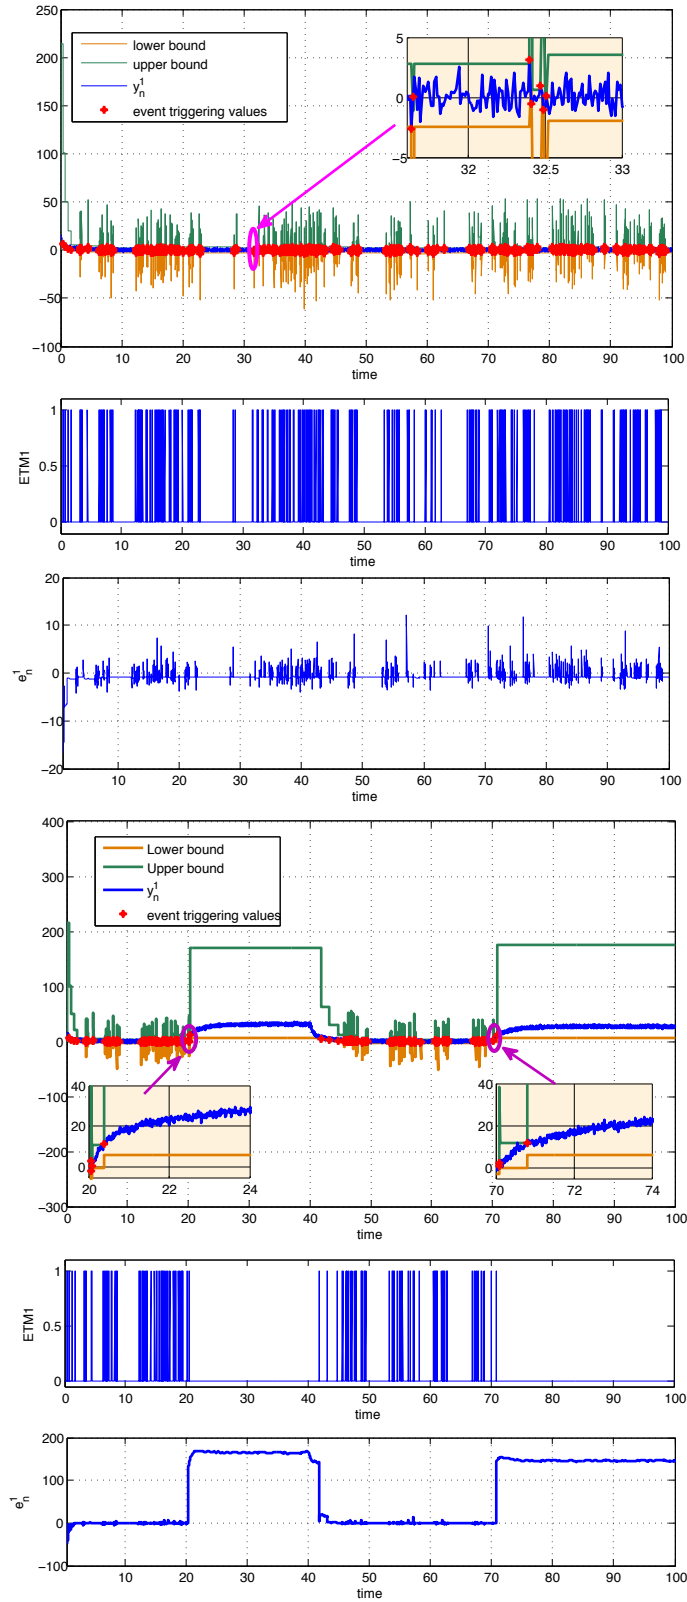 250
200
150
100
50
0
−50
−100
lower bound
upper bound
y_n^1
event triggering values
5
0
−5
32 32.5 33
0 10 20 30 40 50 60 70 80 90 100
time
1
0.5
0
ETM1
0 10 20 30 40 50 60 70 80 90 100
time
20
10
0
−10
−20
e_n^1
10 20 30 40 50 60 70 80 90 100
time
400
300
200
100
0
−100
−200
−300
Lower bound
Upper bound
y_n^1
event triggering values
40
20
0
20 22 24
40
20
0
70 72 74
0 10 20 30 40 50 60 70 80 90 100
time
1
0.5
0
ETM1
0 10 20 30 40 50 60 70 80 90 100
time
200
100
0
−100
e_n^1
0 10 20 30 40 50 60 70 80 90 100
time